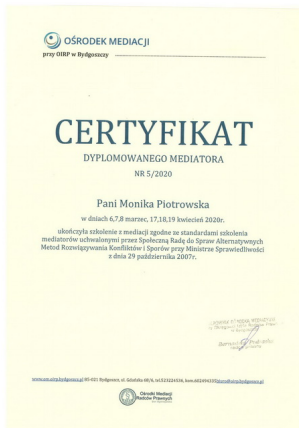 OŚRODEK MEDIACJI
przy OIRP w Bydgoszczy
CERTYFIKAT
DYPLOMOWANEGO MEDIATORA
NR 5/2020
Pani Monika Piotrowska
w dniach 6,7,8 marzec, 17,18,19 kwiecień 2020r.
ukończyła szkolenie z mediacji zgodne ze standardami szkolenia
mediatorów uchwalonymi przez Społeczną Radę do Spraw Alternatywnych
Metod Rozwiązywania Konfliktów i Sporów przy Ministrze Sprawiedliwości
z dnia 29 października 2007r.
Ośrodki Mediacji
Radców Prawnych